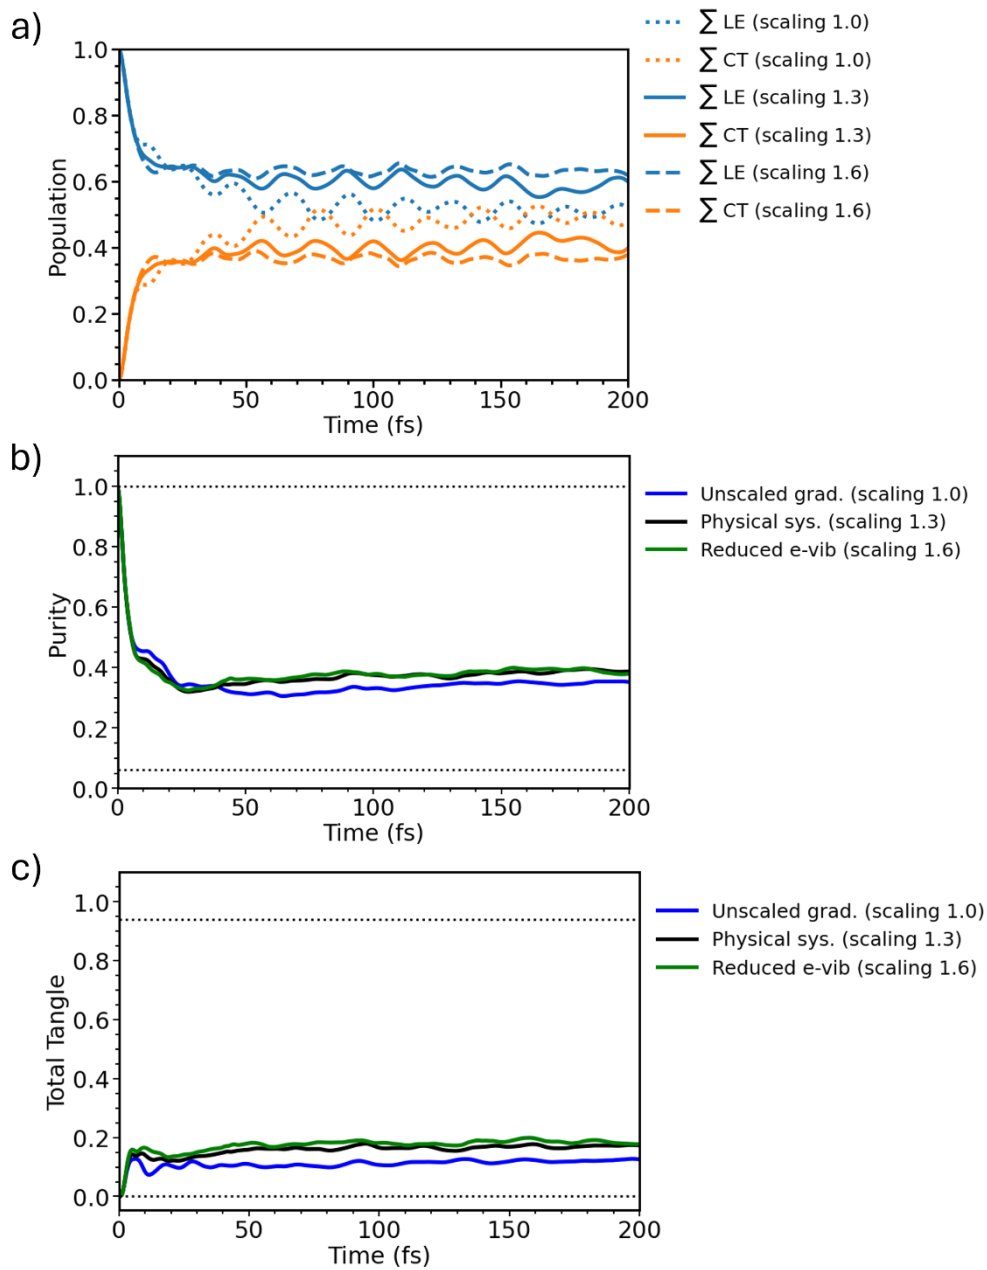 a)
∑ LE (scaling 1.0)
∑ CT (scaling 1.0)
∑ LE (scaling 1.3)
∑ CT (scaling 1.3)
∑ LE (scaling 1.6)
∑ CT (scaling 1.6)
1.0
0.8
0.6
0.4
0.2
0.0
Population
0 50 100 150 200
Time (fs)
b)
Unscaled grad. (scaling 1.0)
Physical sys. (scaling 1.3)
Reduced e-vib (scaling 1.6)
1.0
0.8
0.6
0.4
0.2
0.0
Purity
0 50 100 150 200
Time (fs)
c)
Unscaled grad. (scaling 1.0)
Physical sys. (scaling 1.3)
Reduced e-vib (scaling 1.6)
1.0
0.8
0.6
0.4
0.2
0.0
Total Tangle
0 50 100 150 200
Time (fs)